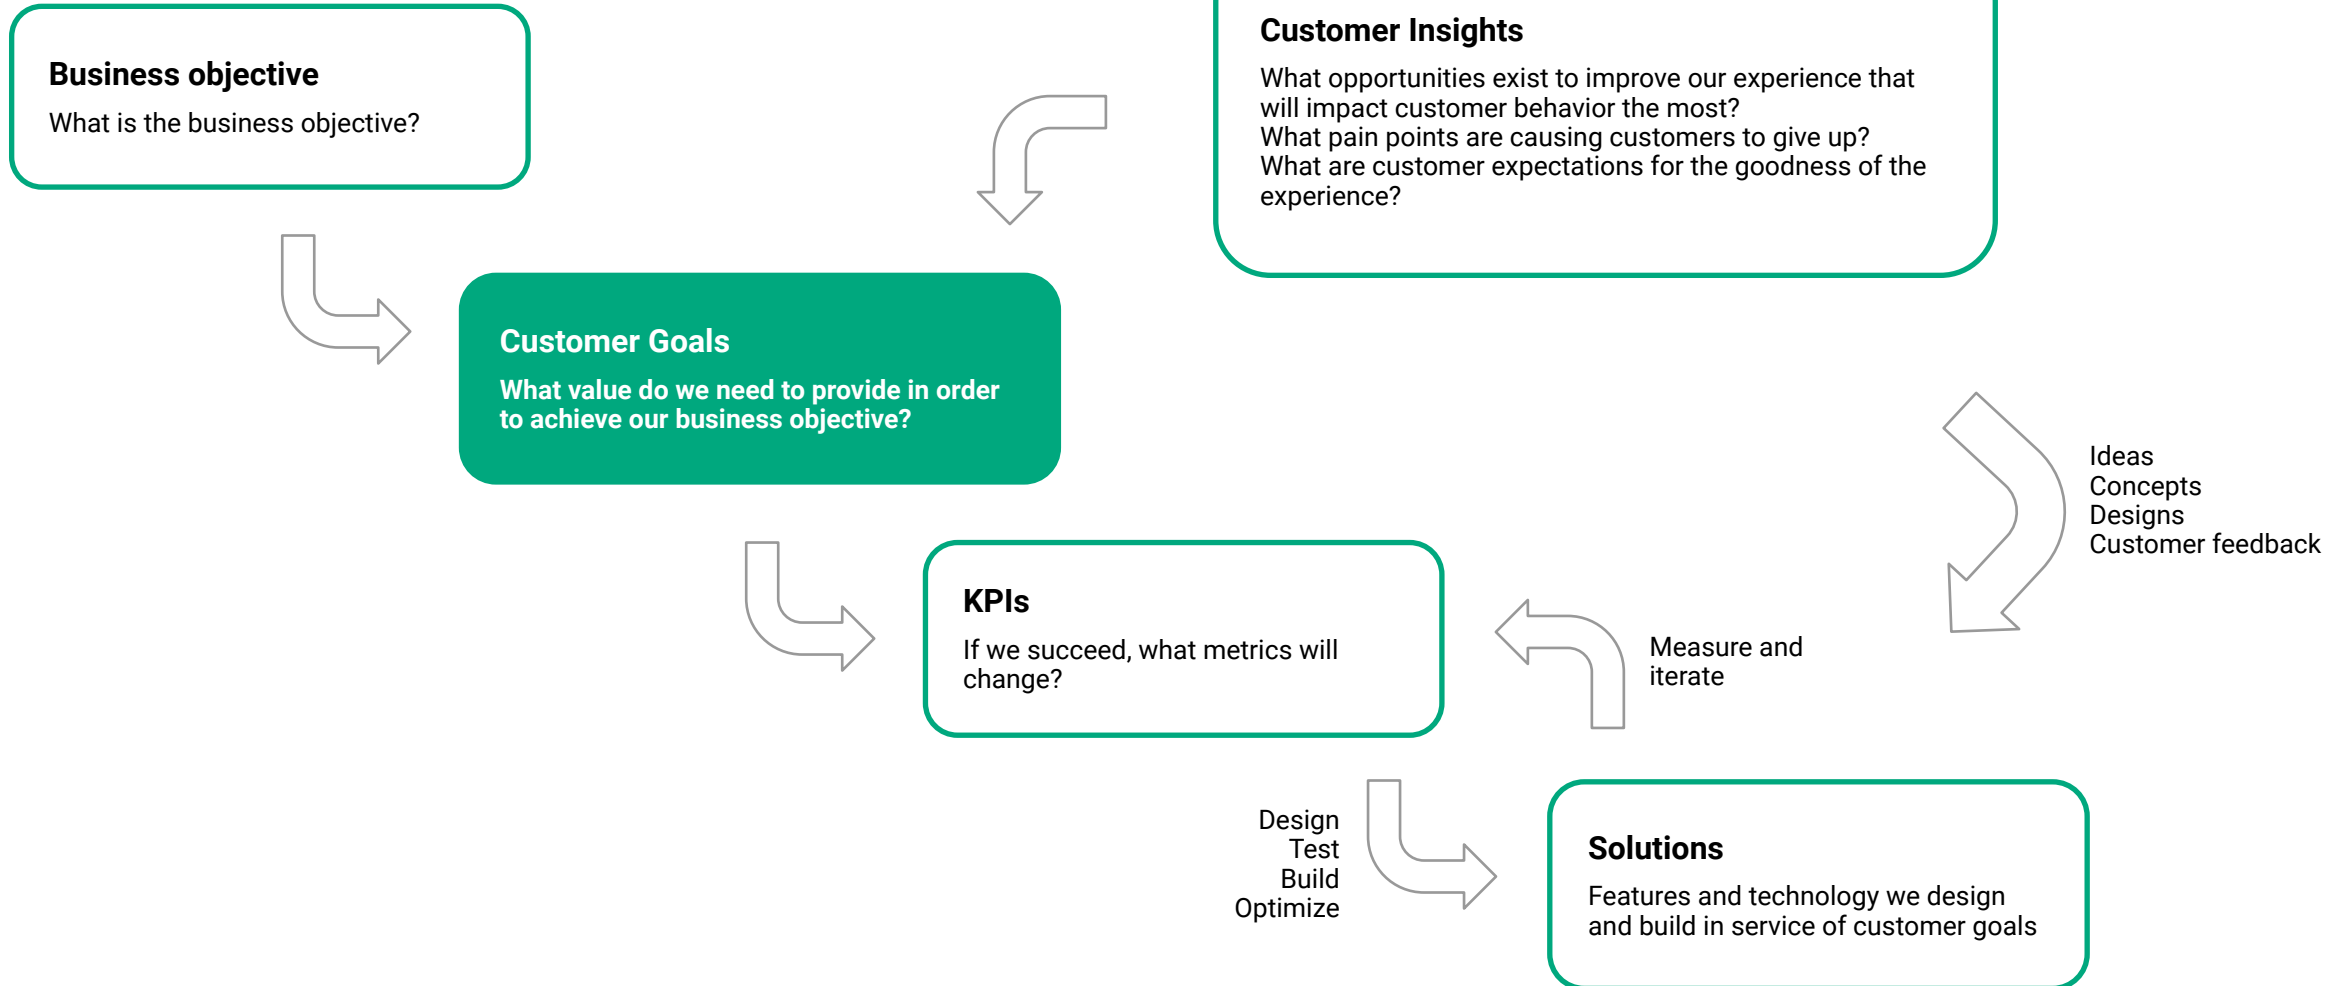 Business objective
What is the business objective?
Customer Insights
What opportunities exist to improve our experience that
will impact customer behavior the most?
What pain points are causing customers to give up?
What are customer expectations for the goodness of the
experience?
Customer Goals
What value do we need to provide in order
to achieve our business objective?
Ideas
Concepts
Designs
Customer feedback
KPIs
If we succeed, what metrics will
change?
Measure and
iterate
Design
Test
Build
Optimize
Solutions
Features and technology we design
and build in service of customer goals